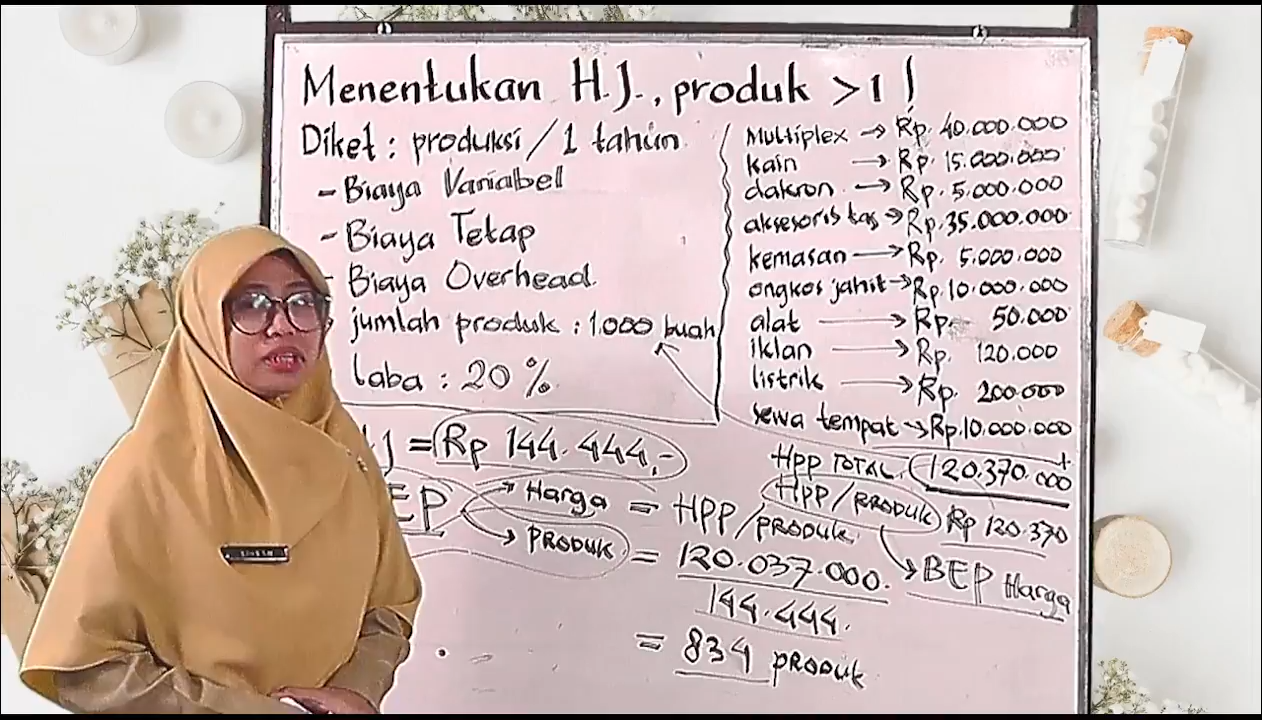 Menentukan H.J., produk > 1 !
Diket : produksi / 1 tahun
- Biaya Variabel
- Biaya Tetap
- Biaya Overhead.
jumlah produk : 1.000 buah
laba : 20 %
Multiplex → Rp. 40.000.000
kain → Rp. 15.000.000
dakron → Rp. 5.000.000
aksesoris tas → Rp. 35.000.000
kemasan → Rp. 5.000.000
ongkos jahit → Rp. 10.000.000
alat → Rp. 50.000
iklan → Rp. 120.000
listrik → Rp. 200.000
sewa tempat → Rp. 10.000.000
+
HPP TOTAL. 120.370.000
HPP/PRODUK Rp 120.370
BEP Harga
J = Rp 144.444,-
EP → Harga = HPP/PRODUK.
→ PRODUK = 120.037.000.
144.444.
= 834 PRODUK